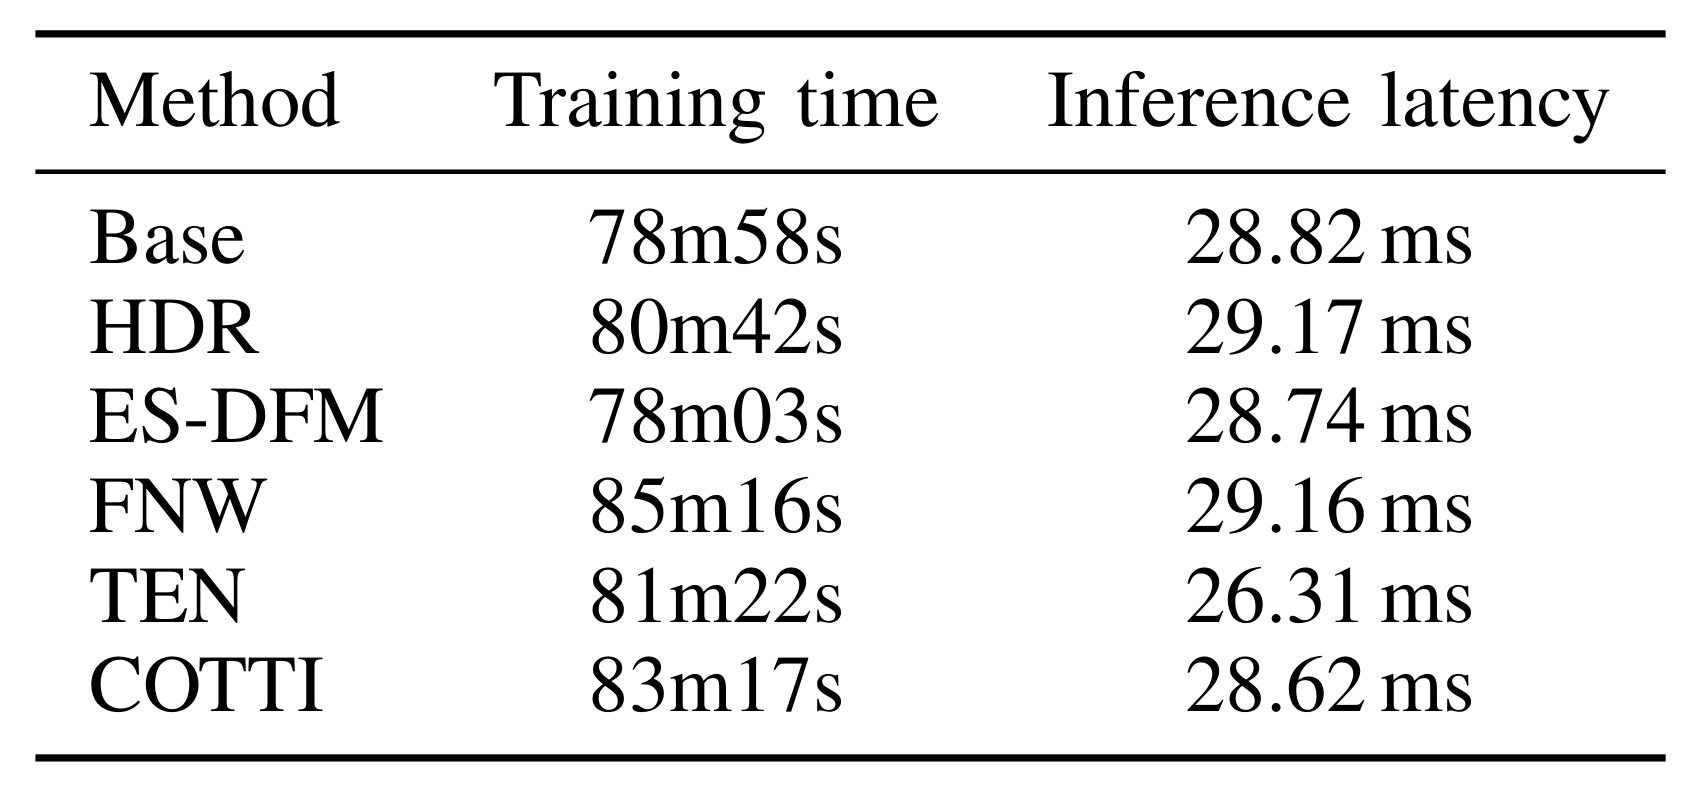 Method Training time Inference latency
Base 78m58s 28.82 ms
HDR 80m42s 29.17 ms
ES-DFM 78m03s 28.74 ms
FNW 85m16s 29.16 ms
TEN 81m22s 26.31 ms
COTTI 83m17s 28.62 ms